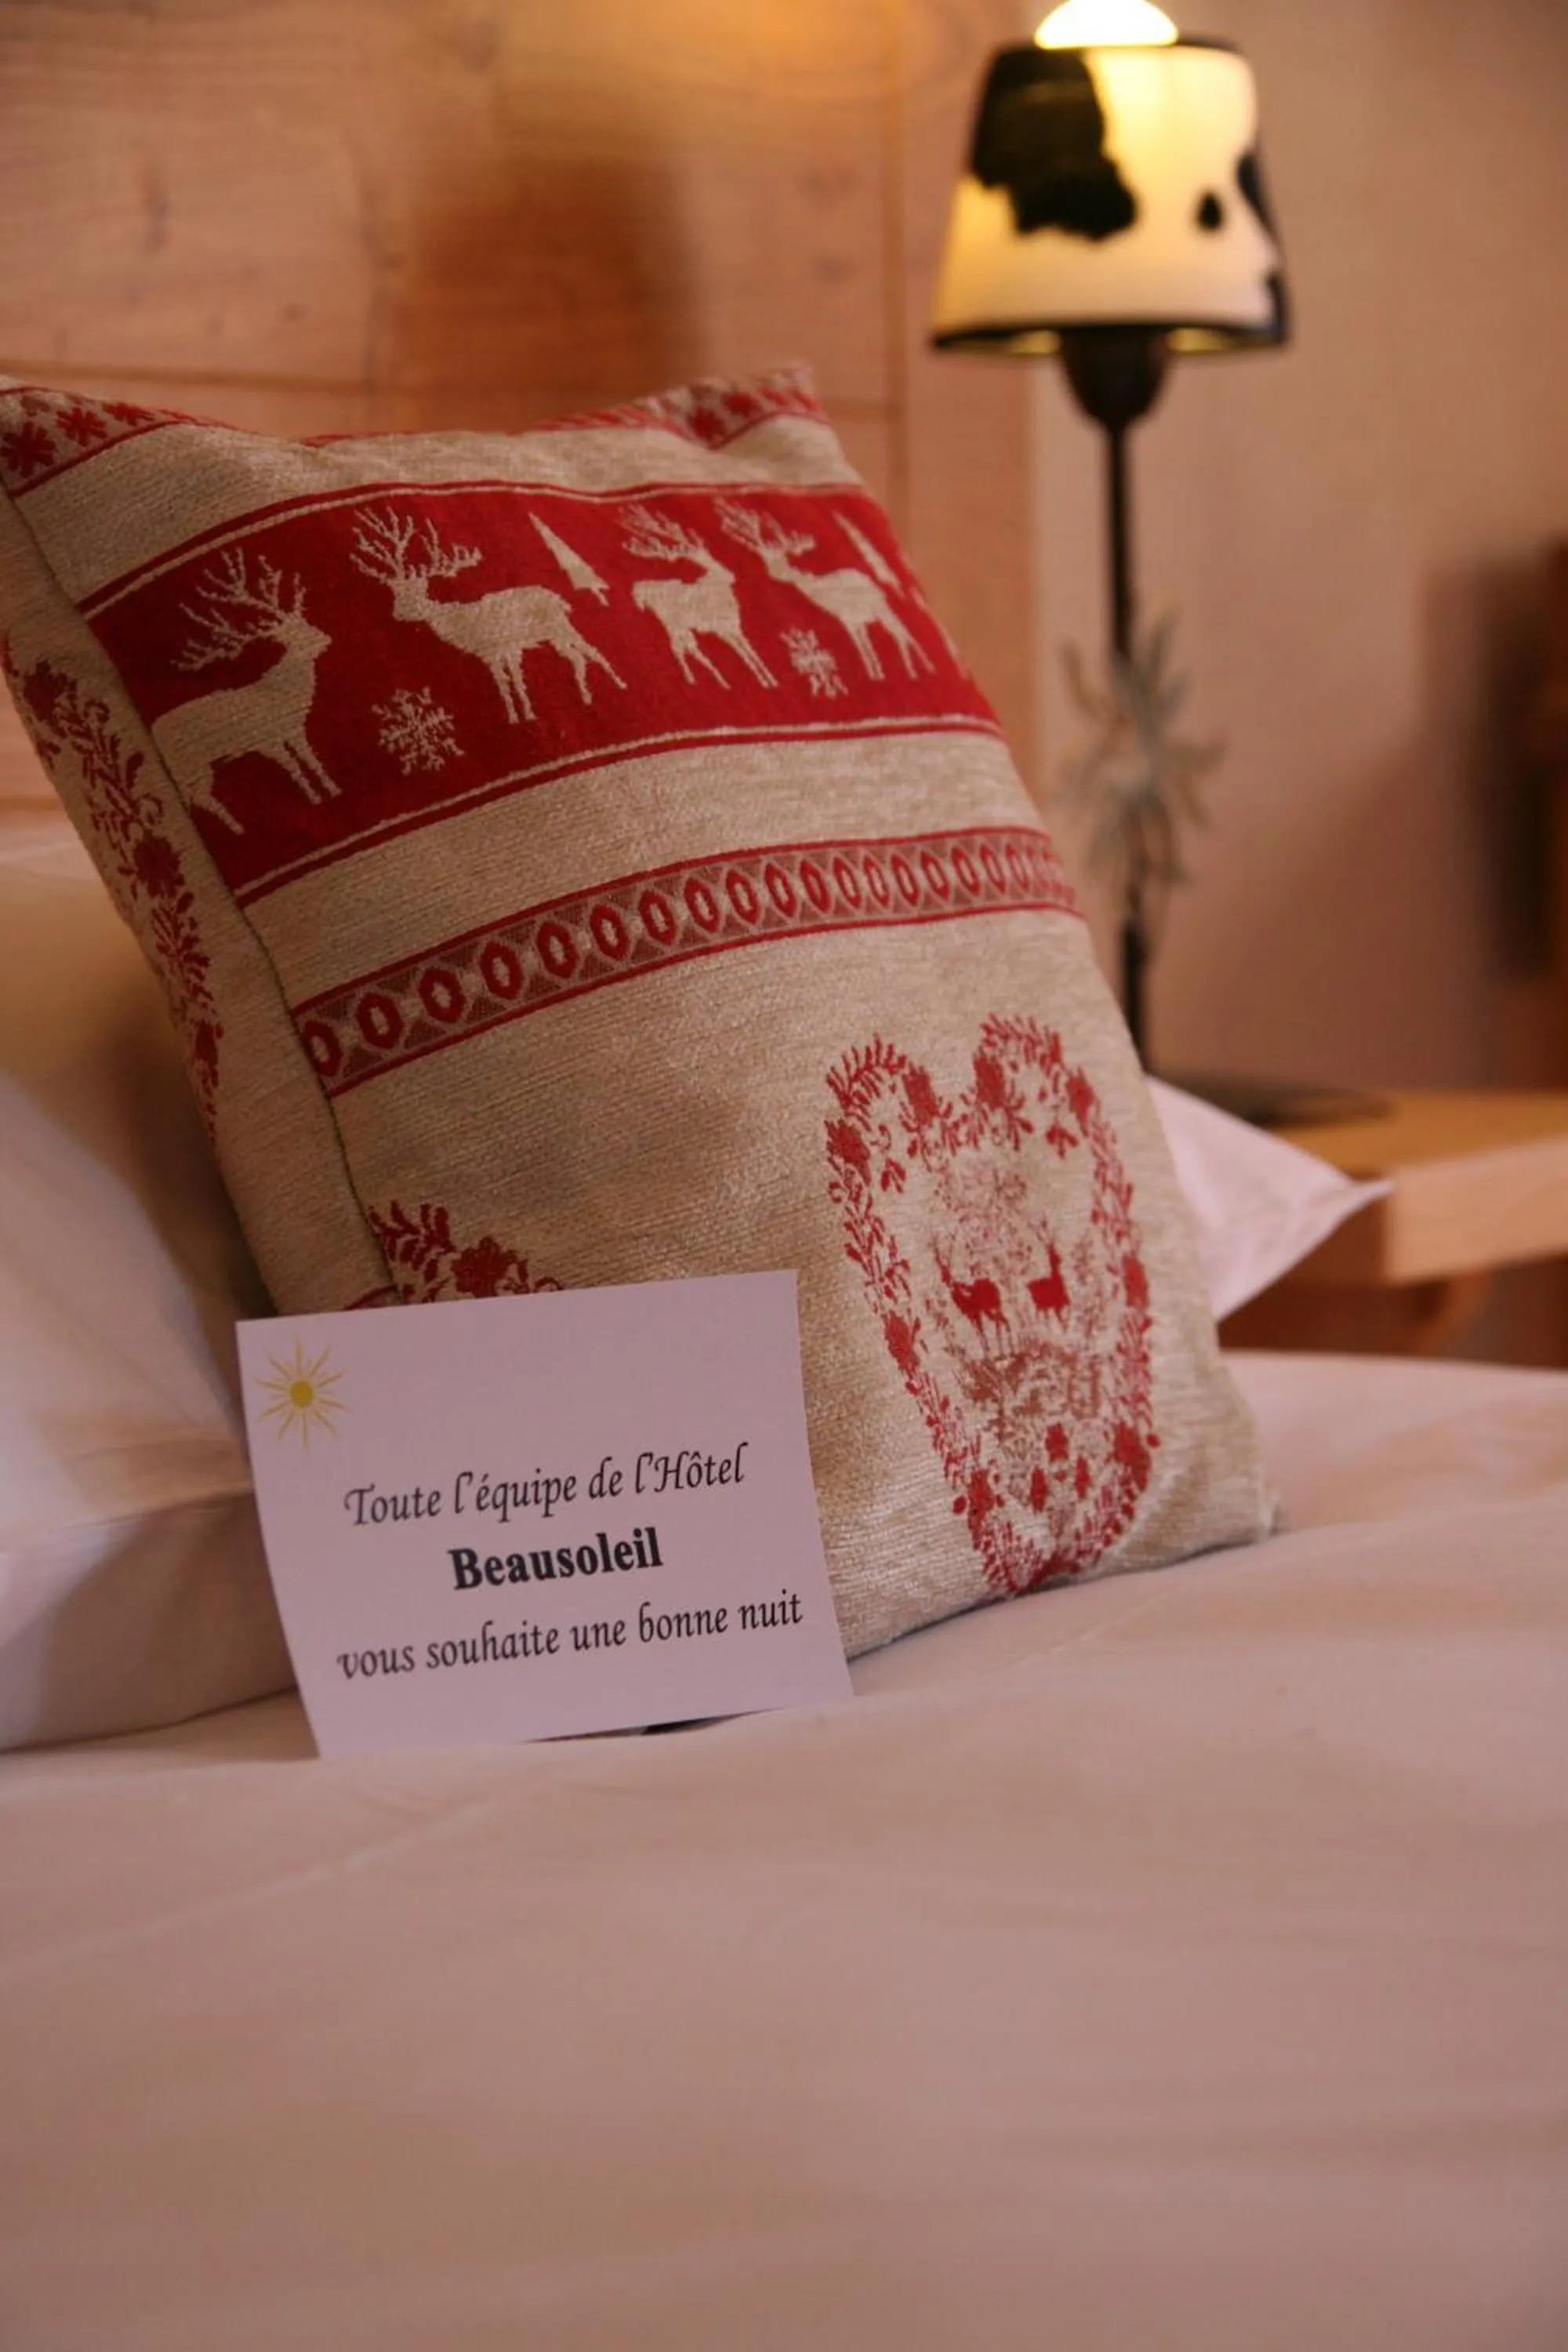 Toute l'équipe de l'Hôtel
Beausoleil
vous souhaite une bonne nuit